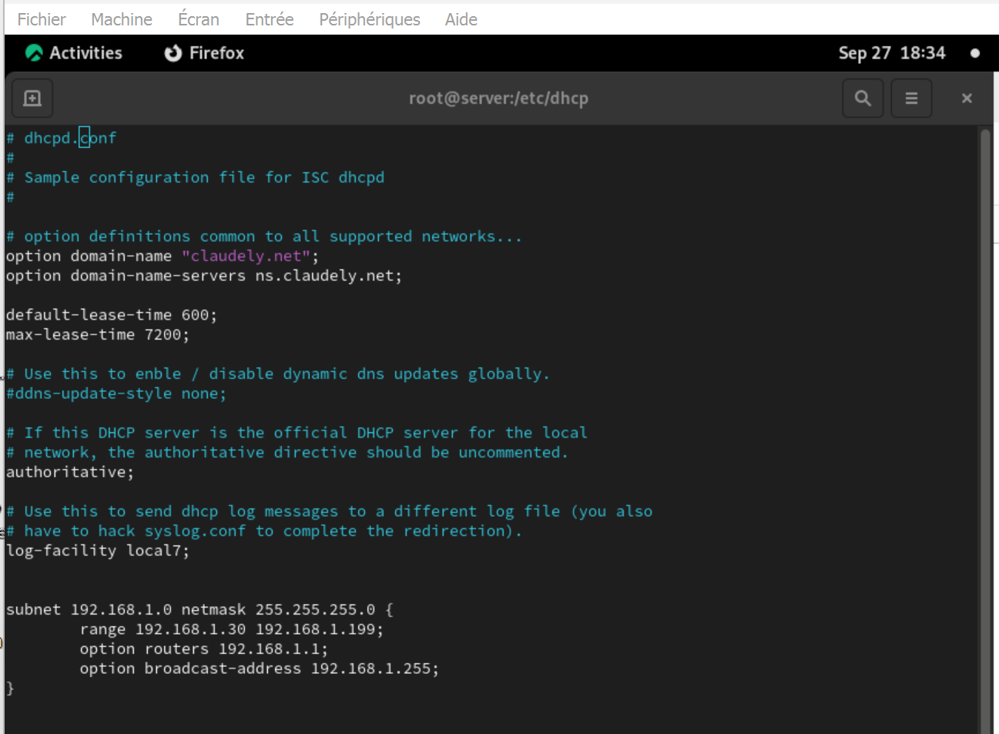 Fichier Machine Écran Entrée Périphériques Aide
Activities Firefox Sep 27 18:34
root@server:/etc/dhcp
# dhcpd.conf
#
# Sample configuration file for ISC dhcpd
#
# option definitions common to all supported networks...
option domain-name "claudely.net";
option domain-name-servers ns.claudely.net;
default-lease-time 600;
max-lease-time 7200;
# Use this to enble / disable dynamic dns updates globally.
#ddns-update-style none;
# If this DHCP server is the official DHCP server for the local
# network, the authoritative directive should be uncommented.
authoritative;
# Use this to send dhcp log messages to a different log file (you also
# have to hack syslog.conf to complete the redirection).
log-facility local7;
subnet 192.168.1.0 netmask 255.255.255.0 {
range 192.168.1.30 192.168.1.199;
option routers 192.168.1.1;
option broadcast-address 192.168.1.255;
}